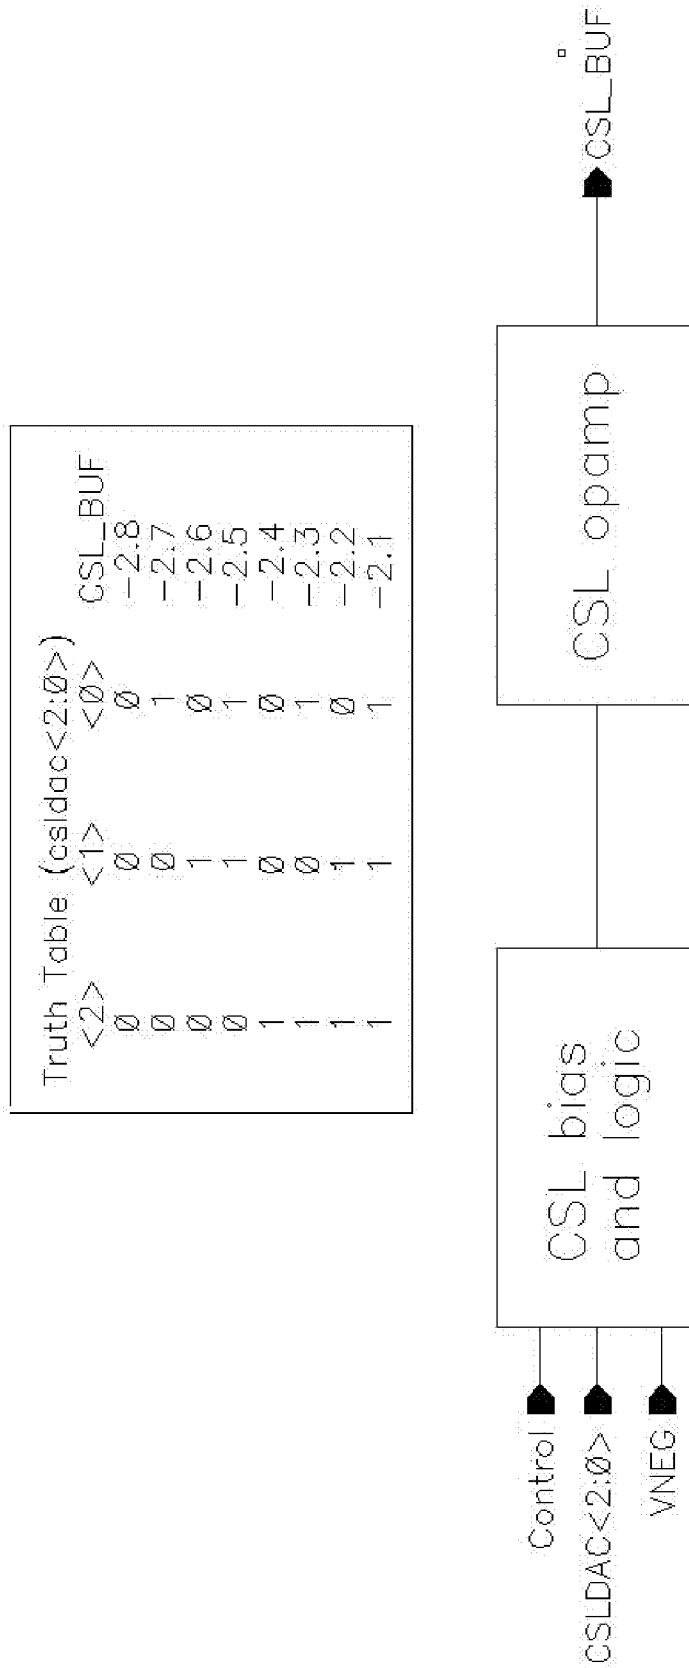 Truth Table (csldac<2:0>)
<2> <1> <0> CSL_BUF
0 0 0 -2.8
0 0 1 -2.7
0 1 0 -2.6
0 1 1 -2.5
1 0 0 -2.4
1 0 1 -2.3
1 1 0 -2.2
1 1 1 -2.1
Control
CSLDAC<2:0>
VNEG
CSL bias
and logic
CSL opamp
CSL_BUF